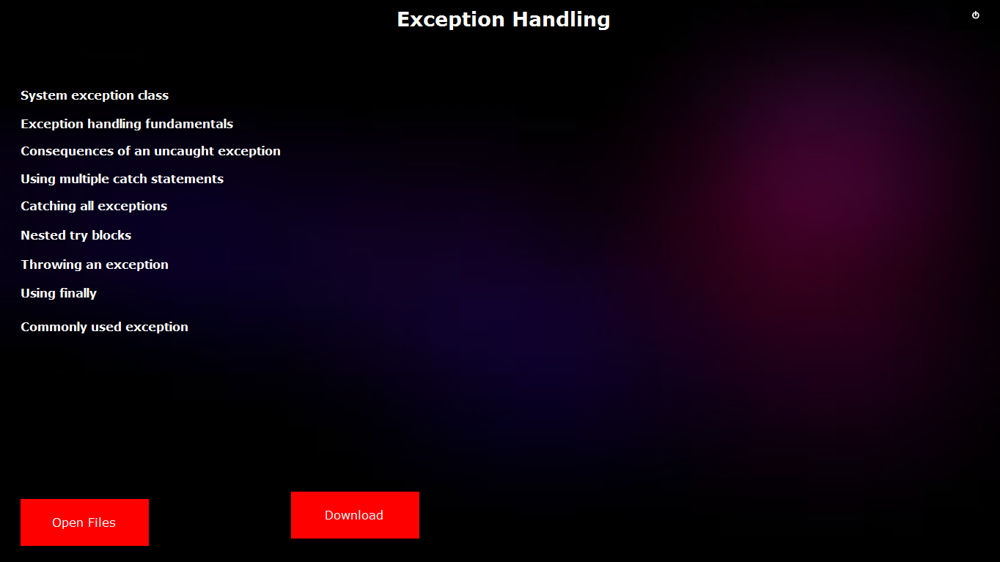 Exception Handling
System exception class
Exception handling fundamentals
Consequences of an uncaught exception
Using multiple catch statements
Catching all exceptions
Nested try blocks
Throwing an exception
Using finally
Commonly used exception
Open Files
Download